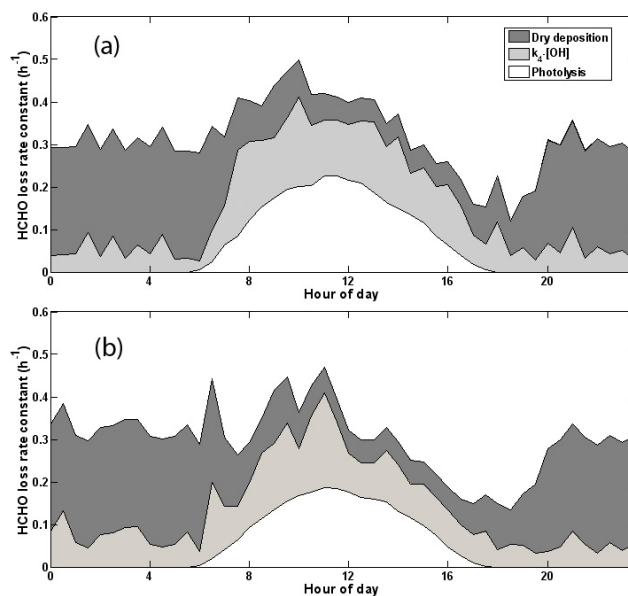 0.6
(a)
Dry deposition
k4·[OH]
Photolysis
0.5
0.4
0.3
0.2
0.1
0
HCHO loss rate constant (h-1)
0 4 8 12 16 20
Hour of day
0.6
(b)
0.5
0.4
0.3
0.2
0.1
0
HCHO loss rate constant (h-1)
0 4 8 12 16 20
Hour of day